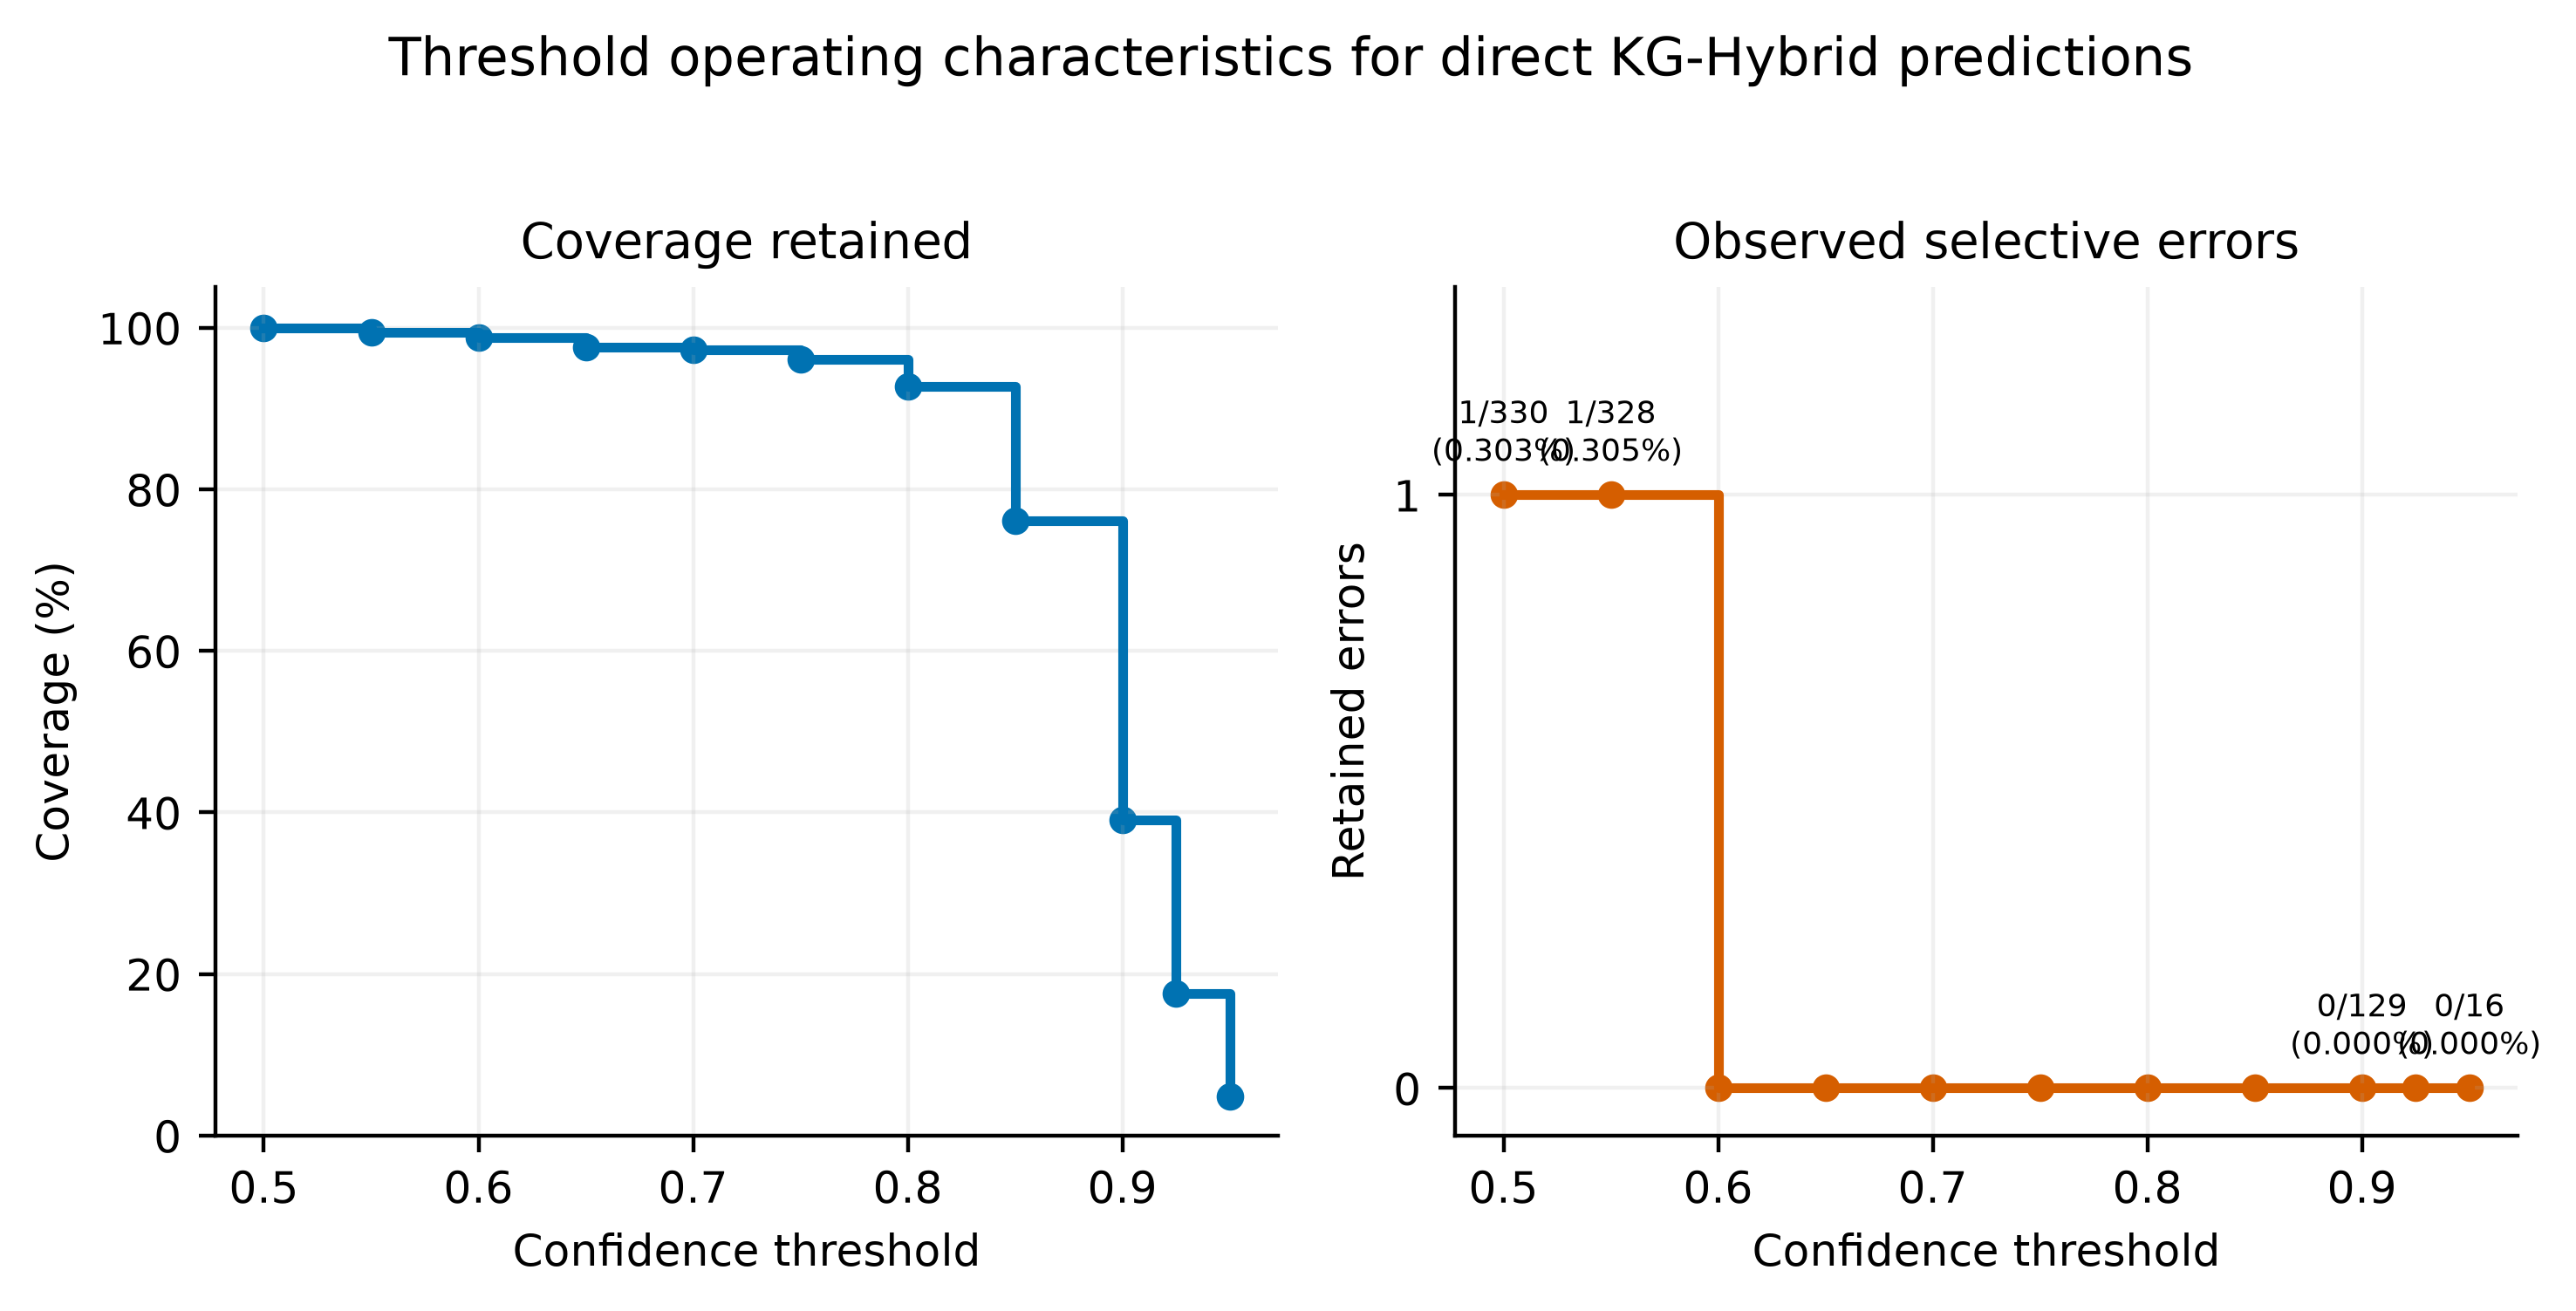 Threshold operating characteristics for direct KG-Hybrid predictions
Coverage retained
Coverage (%)
100
80
60
40
20
0
0.5 0.6 0.7 0.8 0.9
Confidence threshold
Observed selective errors
Retained errors
1/330 1/328
(0.303%) (0.305%)
1
0/129 0/16
(0.000%) (0.000%)
0
0.5 0.6 0.7 0.8 0.9
Confidence threshold